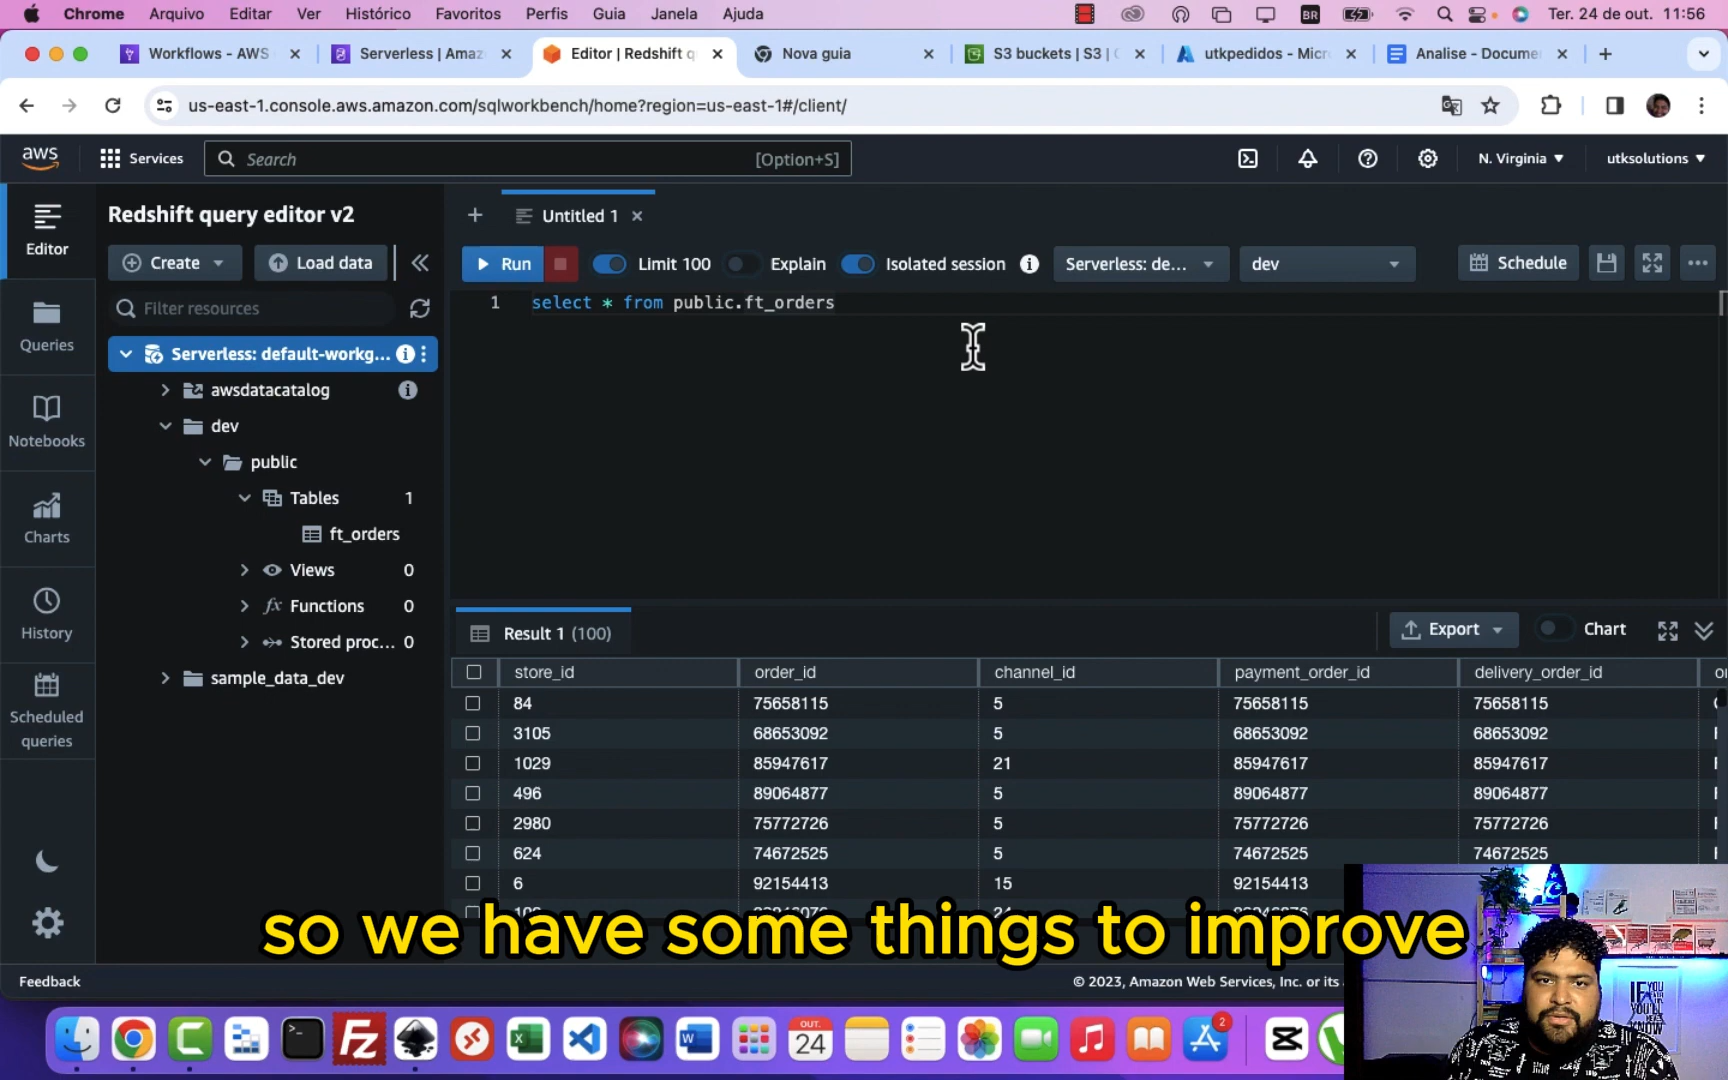 Chrome Arquivo Editar Ver Histórico Favoritos Perfis Guia Janela Ajuda BR Ter. 24 de out. 11:56
Workflows - AWS Serverless | Amaz Editor | Redshift q Nova guia S3 buckets | S3 | utkpedidos - Micr Analise - Docume
us-east-1.console.aws.amazon.com/sqlworkbench/home?region=us-east-1#/client/
aws Services Search [Option+S] N. Virginia utksolutions
Editor
Queries
Notebooks
Charts
History
Scheduled
queries
Redshift query editor v2
Create Load data
Filter resources
Serverless: default-workg...
awsdatacatalog
dev
public
Tables 1
ft_orders
Views 0
fx Functions 0
Stored proc... 0
sample_data_dev
Untitled 1
Run Limit 100 Explain Isolated session Serverless: de... dev Schedule
1 select * from public.ft_orders
Result 1 (100) Export Chart
store_id order_id channel_id payment_order_id delivery_order_id
84 75658115 5 75658115 75658115
3105 68653092 5 68653092 68653092
1029 85947617 21 85947617 85947617
496 89064877 5 89064877 89064877
2980 75772726 5 75772726 75772726
624 74672525 5 74672525 74672525
6 92154413 15 92154413
so we have some things to improve
Feedback © 2023, Amazon Web Services, Inc. or its
OUT.
24
2
IF YOU
YOU'LL
KNOW